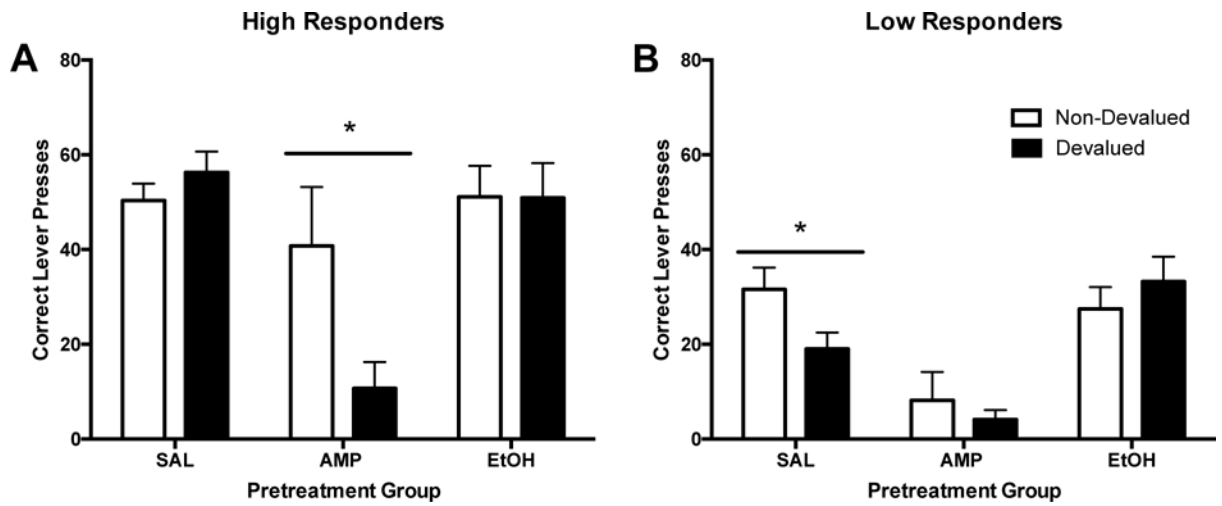 High Responders
A
Correct Lever Presses
80
60
40
20
0
*
SAL
AMP
EtOH
Pretreatment Group
Low Responders
B
Correct Lever Presses
80
60
40
20
0
*
Non-Devalued
Devalued
SAL
AMP
EtOH
Pretreatment Group